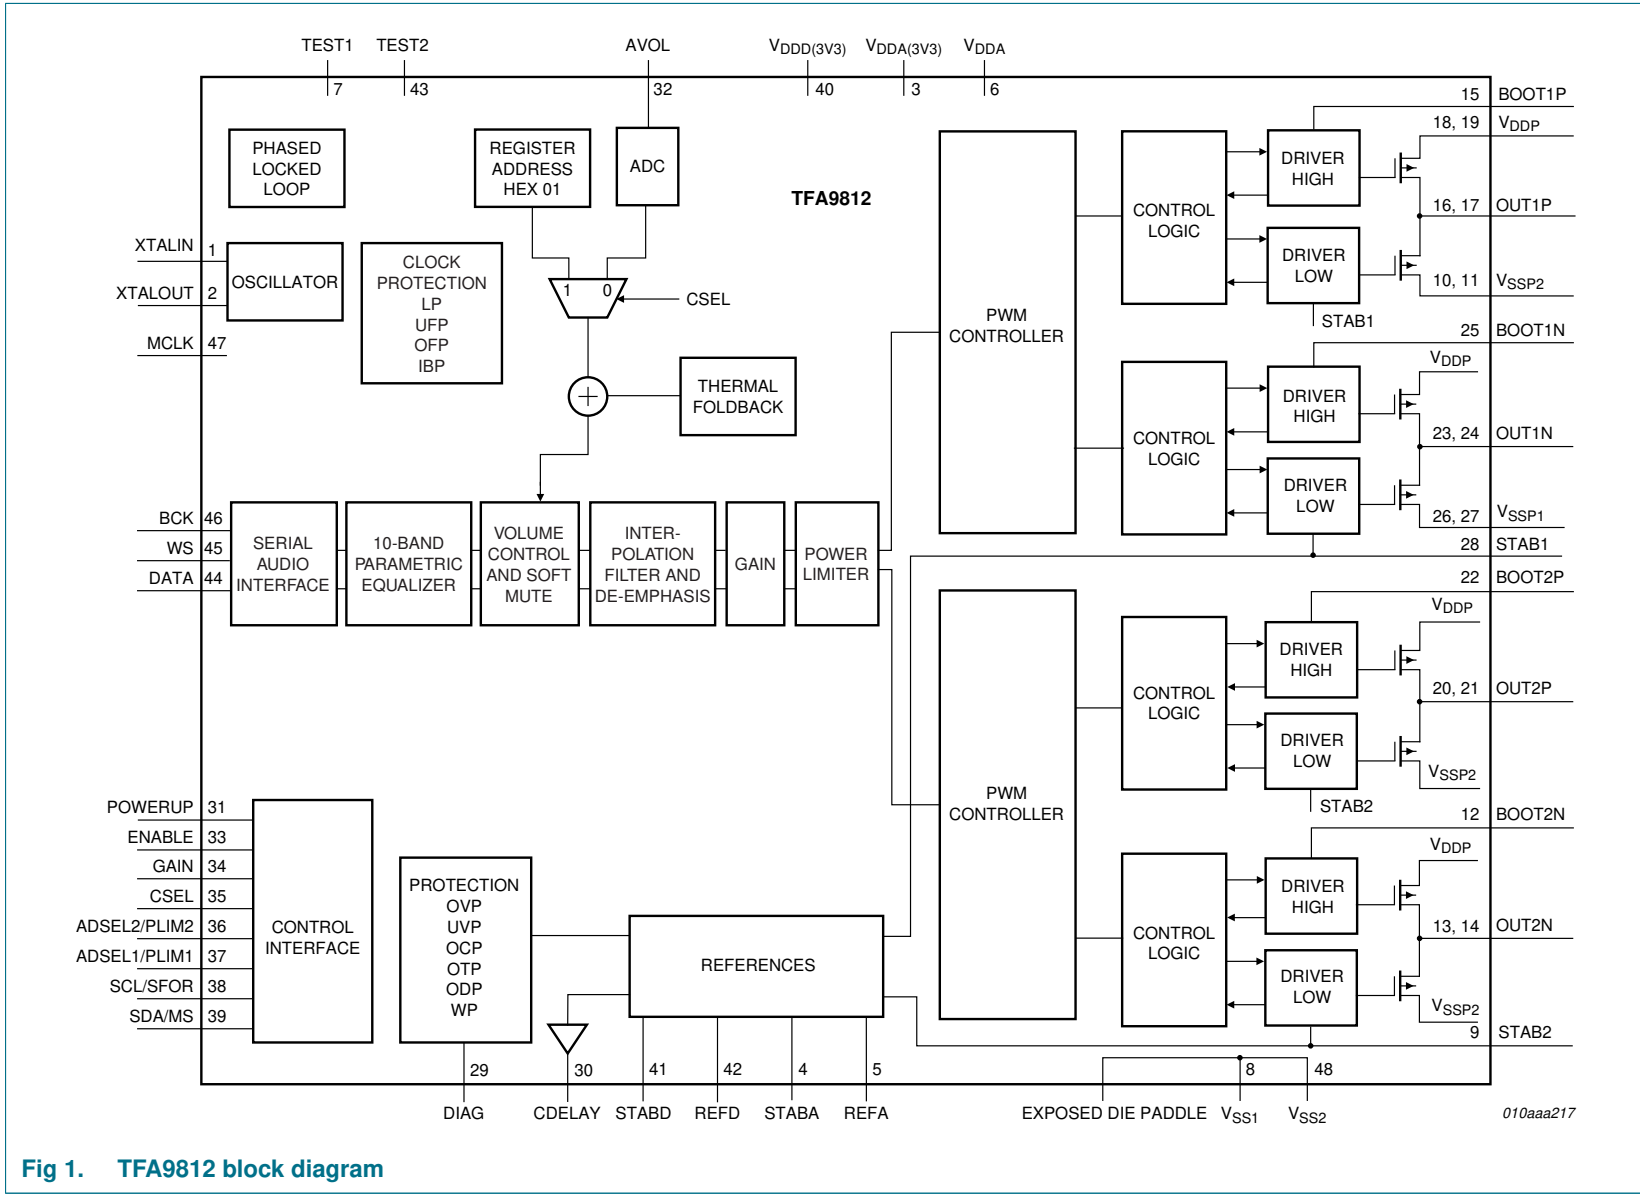 TEST1 TEST2 AVOL VDDD(3V3) VDDA(3V3) VDDA
7 43 32 40 3 6
PHASED
LOCKED
LOOP
REGISTER
ADDRESS
HEX 01
ADC
TFA9812
XTALIN 1
XTALOUT 2
MCLK 47
OSCILLATOR
CLOCK
PROTECTION
LP
UFP
OFP
IBP
1 0
CSEL
+
THERMAL
FOLDBACK
BCK 46
WS 45
DATA 44
SERIAL
AUDIO
INTERFACE
10-BAND
PARAMETRIC
EQUALIZER
VOLUME
CONTROL
AND SOFT
MUTE
INTER-
POLATION
FILTER AND
DE-EMPHASIS
GAIN
POWER
LIMITER
PWM
CONTROLLER
CONTROL
LOGIC
DRIVER
HIGH
DRIVER
LOW
STAB1
15 BOOT1P
18, 19 VDDP
16, 17 OUT1P
10, 11 VSSP2
25 BOOT1N
VDDP
CONTROL
LOGIC
DRIVER
HIGH
DRIVER
LOW
23, 24 OUT1N
26, 27 VSSP1
28 STAB1
22 BOOT2P
VDDP
PWM
CONTROLLER
CONTROL
LOGIC
DRIVER
HIGH
DRIVER
LOW
STAB2
20, 21 OUT2P
VSSP2
12 BOOT2N
VDDP
CONTROL
LOGIC
DRIVER
HIGH
DRIVER
LOW
13, 14 OUT2N
VSSP2
9 STAB2
POWERUP 31
ENABLE 33
GAIN 34
CSEL 35
ADSEL2/PLIM2 36
ADSEL1/PLIM1 37
SCL/SFOR 38
SDA/MS 39
CONTROL
INTERFACE
PROTECTION
OVP
UVP
OCP
OTP
ODP
WP
REFERENCES
29 30 41 42 4 5 8 48
DIAG CDELAY STABD REFD STABA REFA EXPOSED DIE PADDLE VSS1 VSS2
010aaa217
Fig 1. TFA9812 block diagram